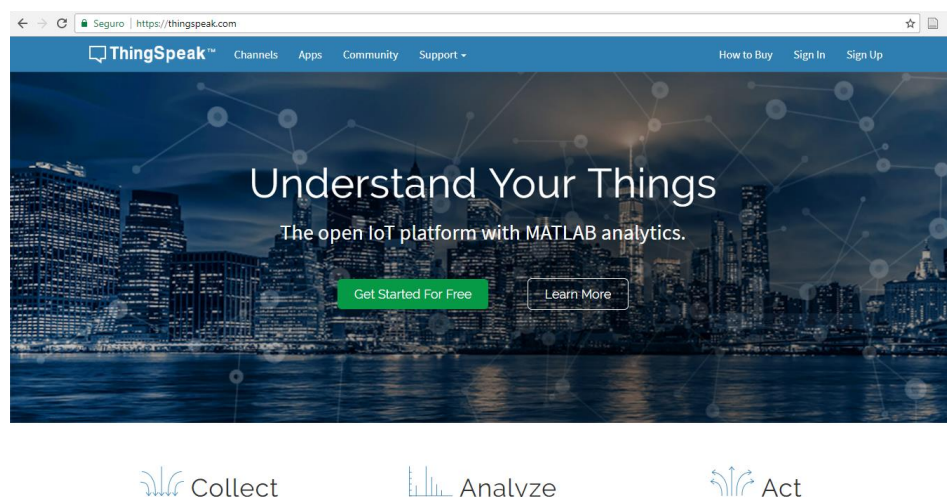 Seguro | https://thingspeak.com
ThingSpeak™ Channels Apps Community Support How to Buy Sign In Sign Up
Understand Your Things
The open IoT platform with MATLAB analytics.
Get Started For Free Learn More
Collect Analyze Act